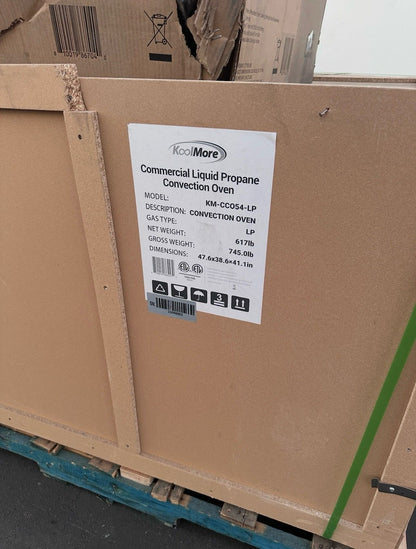 KoolMore
Commercial Liquid Propane
Convection Oven
MODEL: KM-CCO54-LP
DESCRIPTION: CONVECTION OVEN
GAS TYPE: LP
NET WEIGHT: 617lb
GROSS WEIGHT: 745.0lb
DIMENSIONS: 47.6x38.6x41.1in
3